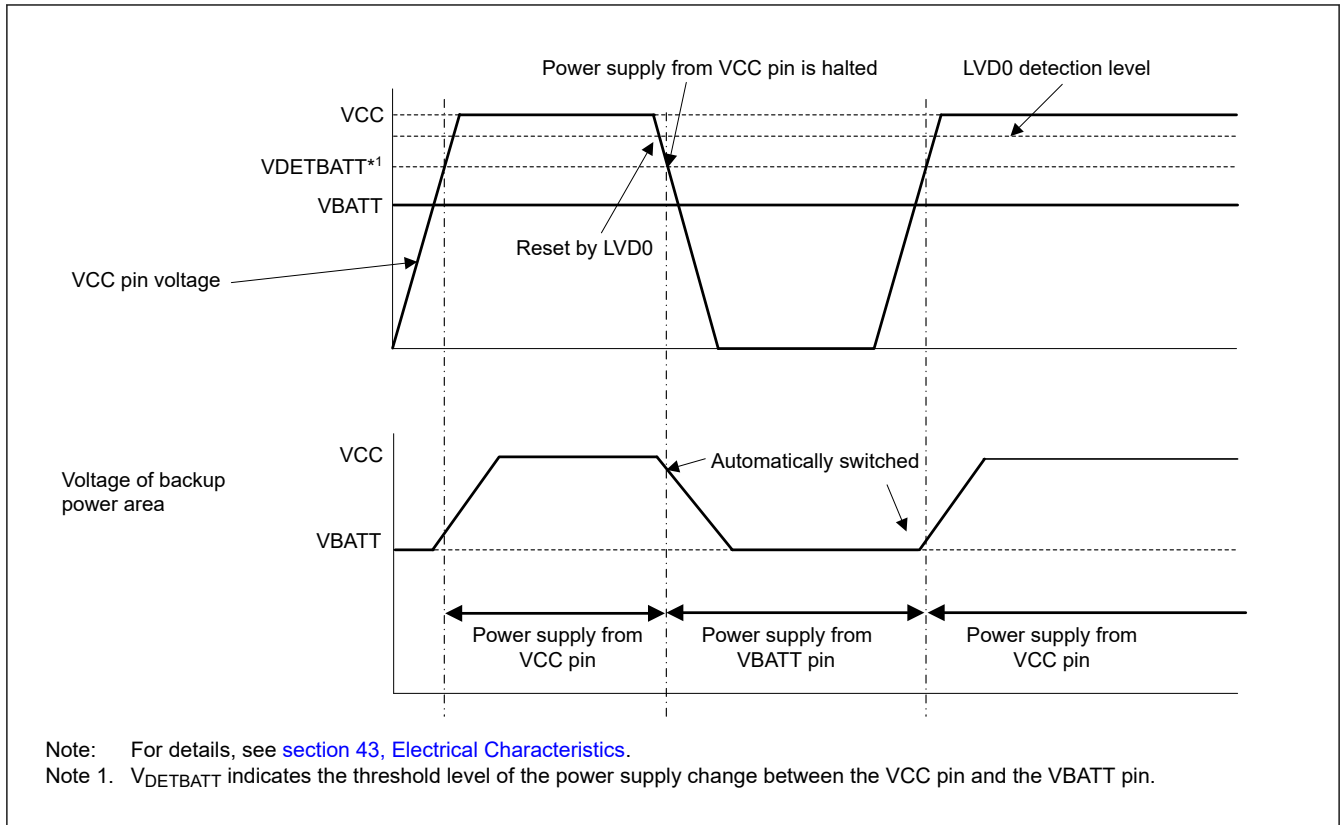 Power supply from VCC pin is halted
LVD0 detection level
VCC
VDETBATT*1
VBATT
Reset by LVD0
VCC pin voltage
VCC
Automatically switched
Voltage of backup
power area
VBATT
Power supply from
VCC pin
Power supply from
VBATT pin
Power supply from
VCC pin
Note: For details, see section 43, Electrical Characteristics.
Note 1. VDETBATT indicates the threshold level of the power supply change between the VCC pin and the VBATT pin.